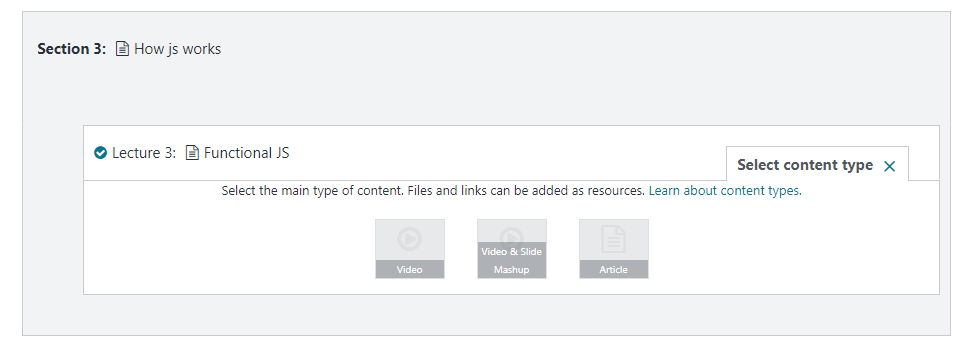 Section 3: How js works
Lecture 3: Functional JS
Select content type
Select the main type of content. Files and links can be added as resources. Learn about content types.
Video
Video & Slide
Mashup
Article